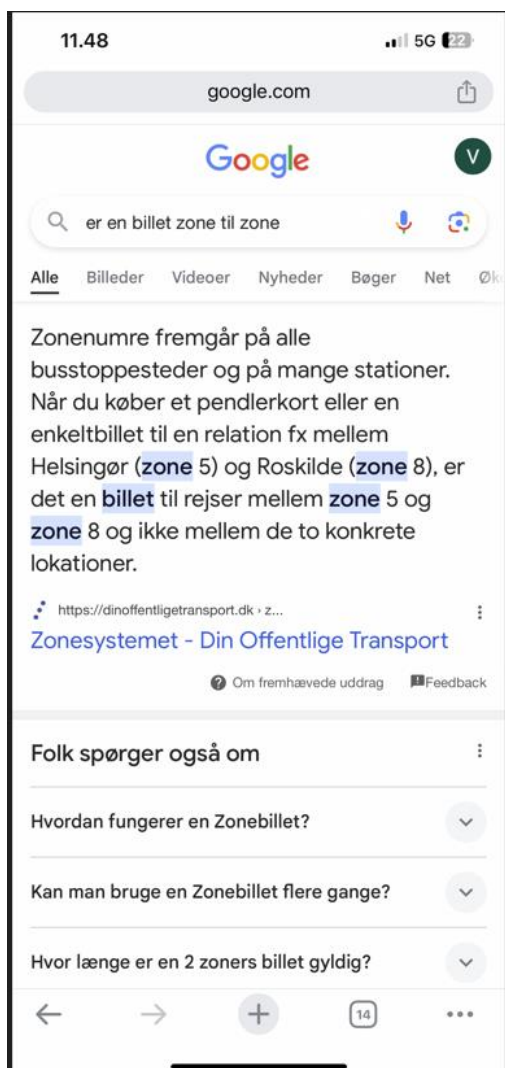 11.48
5G 22
google.com
Google
V
er en billet zone til zone
Alle Billeder Videoer Nyheder Bøger Net Øk
Zonenumre fremgår på alle
busstoppesteder og på mange stationer.
Når du køber et pendlerkort eller en
enkeltbillet til en relation fx mellem
Helsingør (zone 5) og Roskilde (zone 8), er
det en billet til rejser mellem zone 5 og
zone 8 og ikke mellem de to konkrete
lokationer.
https://dinoffentligetransport.dk › z...
Zonesystemet - Din Offentlige Transport
Om fremhævede uddrag Feedback
Folk spørger også om
Hvordan fungerer en Zonebillet?
Kan man bruge en Zonebillet flere gange?
Hvor længe er en 2 zoners billet gyldig?
14